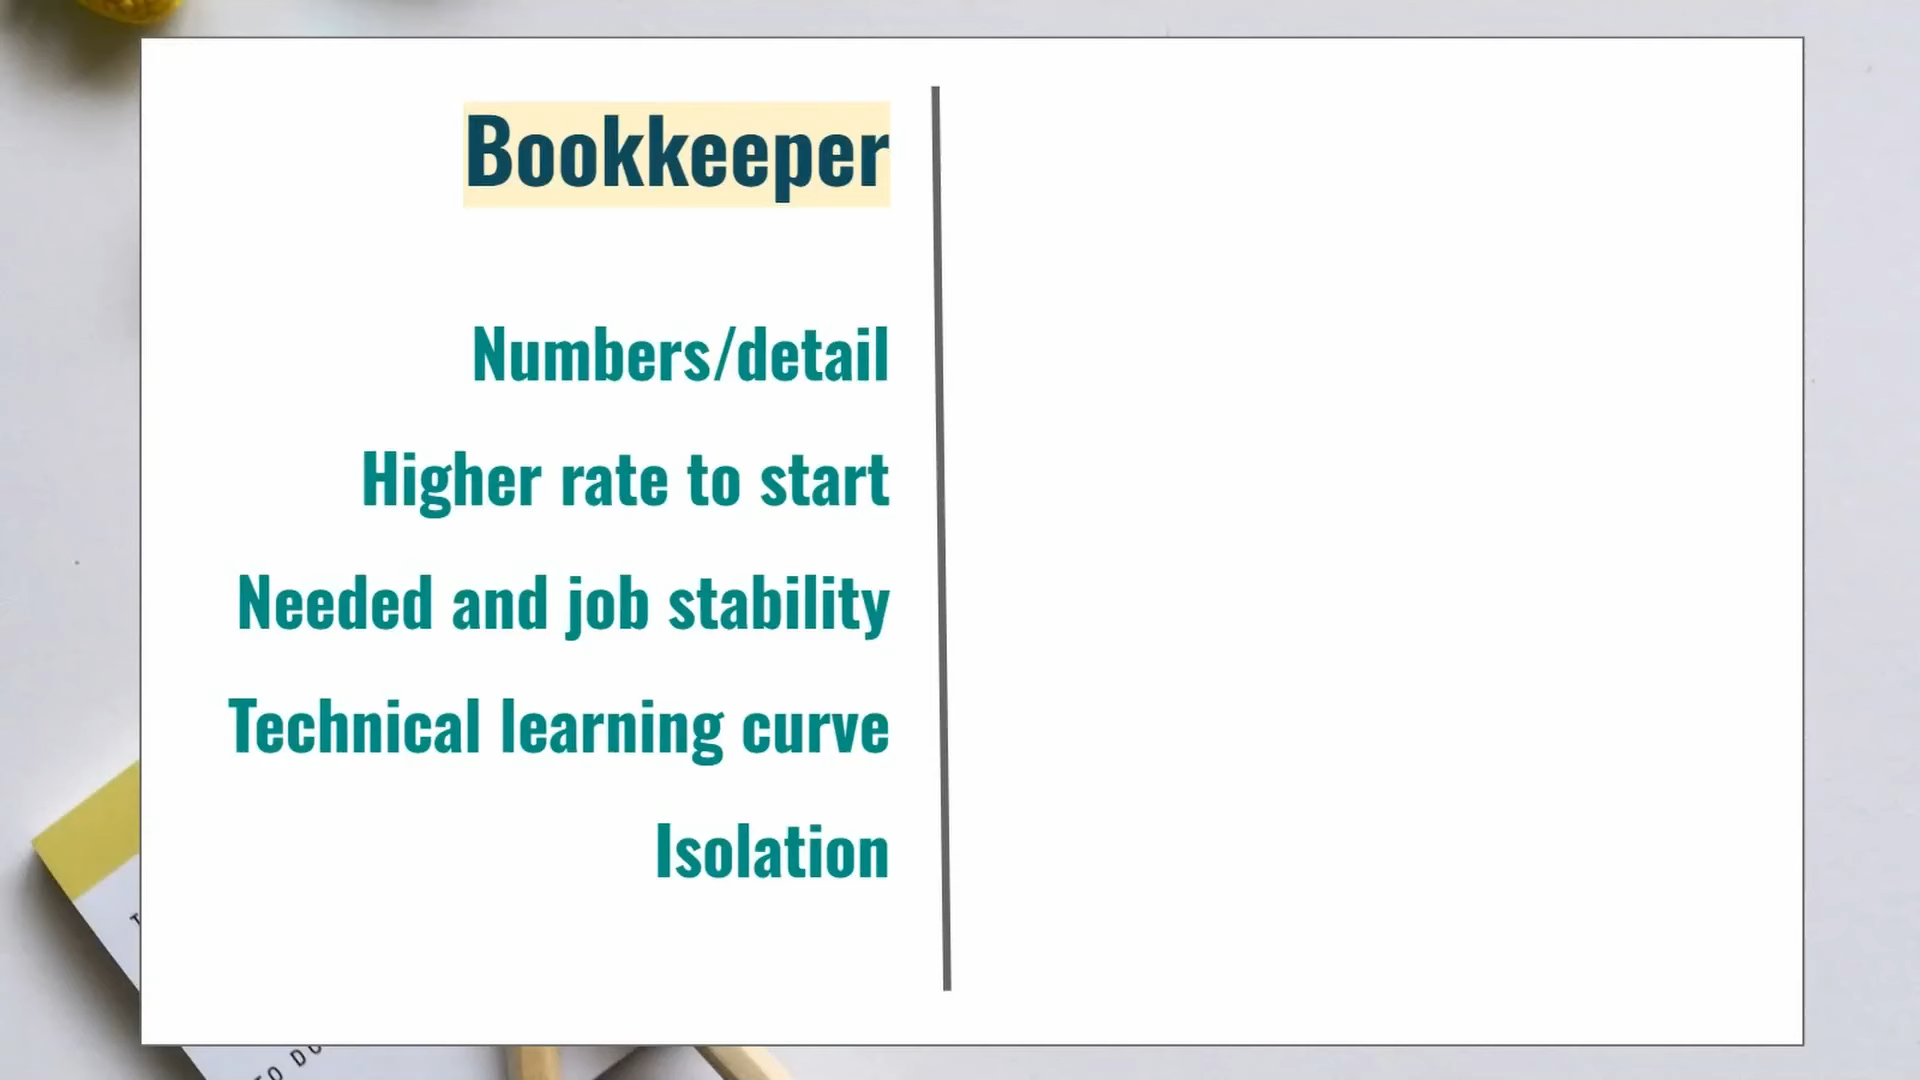 Bookkeeper
Numbers/detail
Higher rate to start
Needed and job stability
Technical learning curve
Isolation